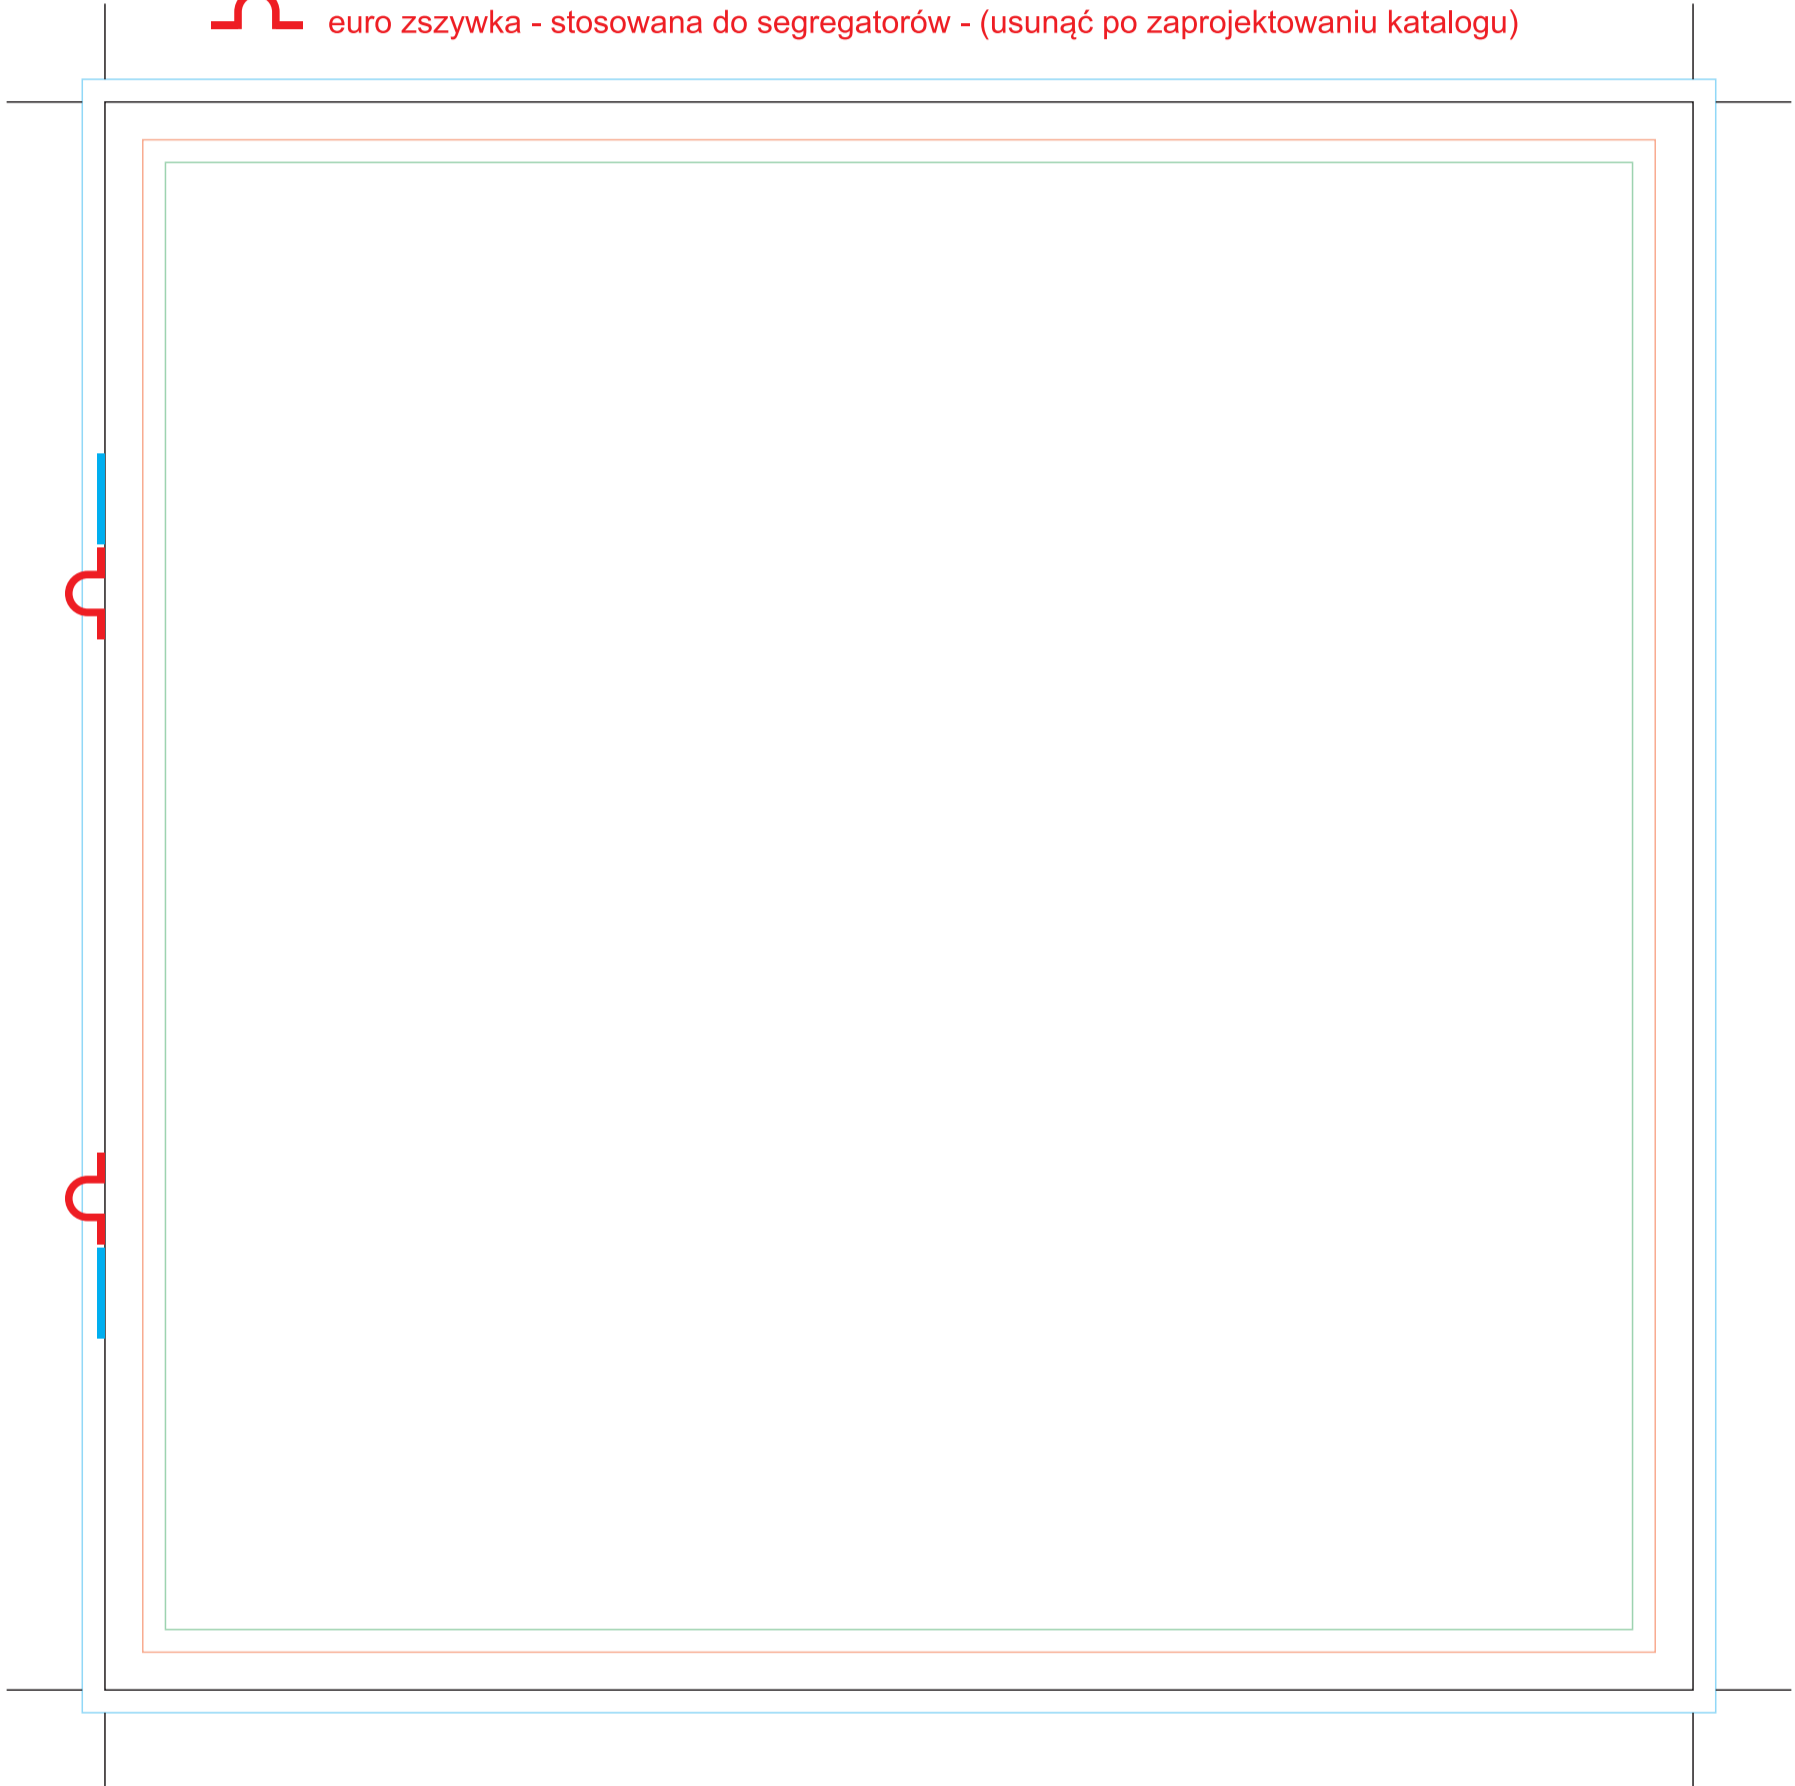 euro zszywka - stosowana do segregatorów - (usunąć po zaprojektowaniu katalogu)